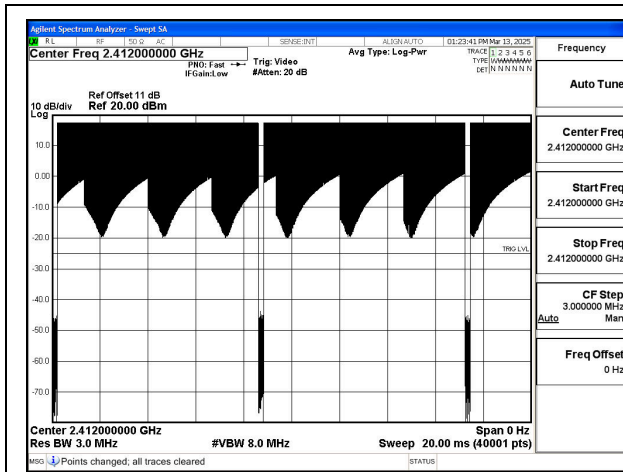 Agilent Spectrum Analyzer - Swept SA
RL RF 50 Ω AC SENSE:INT ALIGN AUTO 01:23:41 PM Mar 13, 2025
Center Freq 2.412000000 GHz
PNO: Fast
IFGain:Low
Trig: Video
#Atten: 20 dB
Avg Type: Log-Pwr
TRACE 1 2 3 4 5 6
TYPE WWWWWW
DET N N N N N N
Ref Offset 11 dB
10 dB/div Ref 20.00 dBm
Log
10.0
0.00
-10.0
-20.0
TRIG LVL
-30.0
-40.0
-50.0
-60.0
-70.0
Center 2.412000000 GHz Span 0 Hz
Res BW 3.0 MHz #VBW 8.0 MHz Sweep 20.00 ms (40001 pts)
MSG Points changed; all traces cleared STATUS
Frequency
Auto Tune
Center Freq
2.412000000 GHz
Start Freq
2.412000000 GHz
Stop Freq
2.412000000 GHz
CF Step
3.000000 MHz
Auto Man
Freq Offset
0 Hz